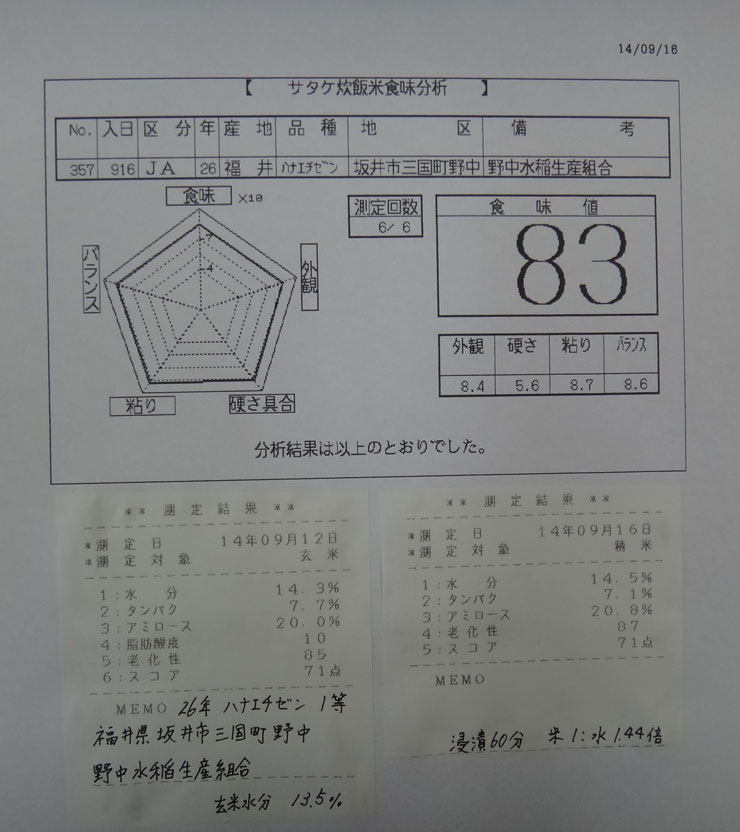 14/09/16
【 サタケ炊飯米食味分析 】
No. 入日 区分 年 産地 品種 地区 備考
357 916 JA 26 福井 ハナエチゼン 坂井市三国町野中 野中水稲生産組合
食味 ×10
7
4
バランス
外観
粘り
硬さ具合
測定回数
6/ 6
食味値
83
外観 硬さ 粘り バランス
8.4 5.6 8.7 8.6
分析結果は以上のとおりでした。
** 測定結果 **
*測定日 14年09月12日
*測定対象 玄米
1:水分 14.3%
2:タンパク 7.7%
3:アミロース 20.0%
4:脂肪酸度 10
5:老化性 85
6:スコア 71点
MEMO 26年 ハナエチゼン 1等
福井県坂井市三国町野中
野中水稲生産組合
玄米水分 13.5%
** 測定結果 **
*測定日 14年09月16日
*測定対象 精米
1:水分 14.5%
2:タンパク 7.1%
3:アミロース 20.8%
4:老化性 87
5:スコア 71点
MEMO
浸漬60分 米1:水1.44倍